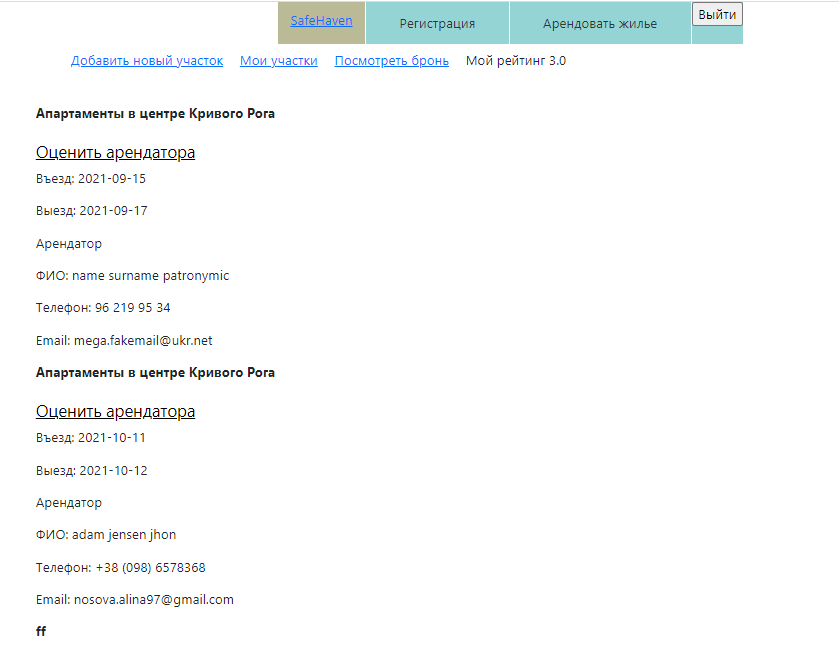 SafeHaven
Регистрация
Арендовать жилье
Выйти
Добавить новый участок Мои участки Посмотреть бронь Мой рейтинг 3.0
Апартаменты в центре Кривого Рога
Оценить арендатора
Въезд: 2021-09-15
Выезд: 2021-09-17
Арендатор
ФИО: name surname patronymic
Телефон: 96 219 95 34
Email: mega.fakemail@ukr.net
Апартаменты в центре Кривого Рога
Оценить арендатора
Въезд: 2021-10-11
Выезд: 2021-10-12
Арендатор
ФИО: adam jensen jhon
Телефон: +38 (098) 6578368
Email: nosova.alina97@gmail.com
ff